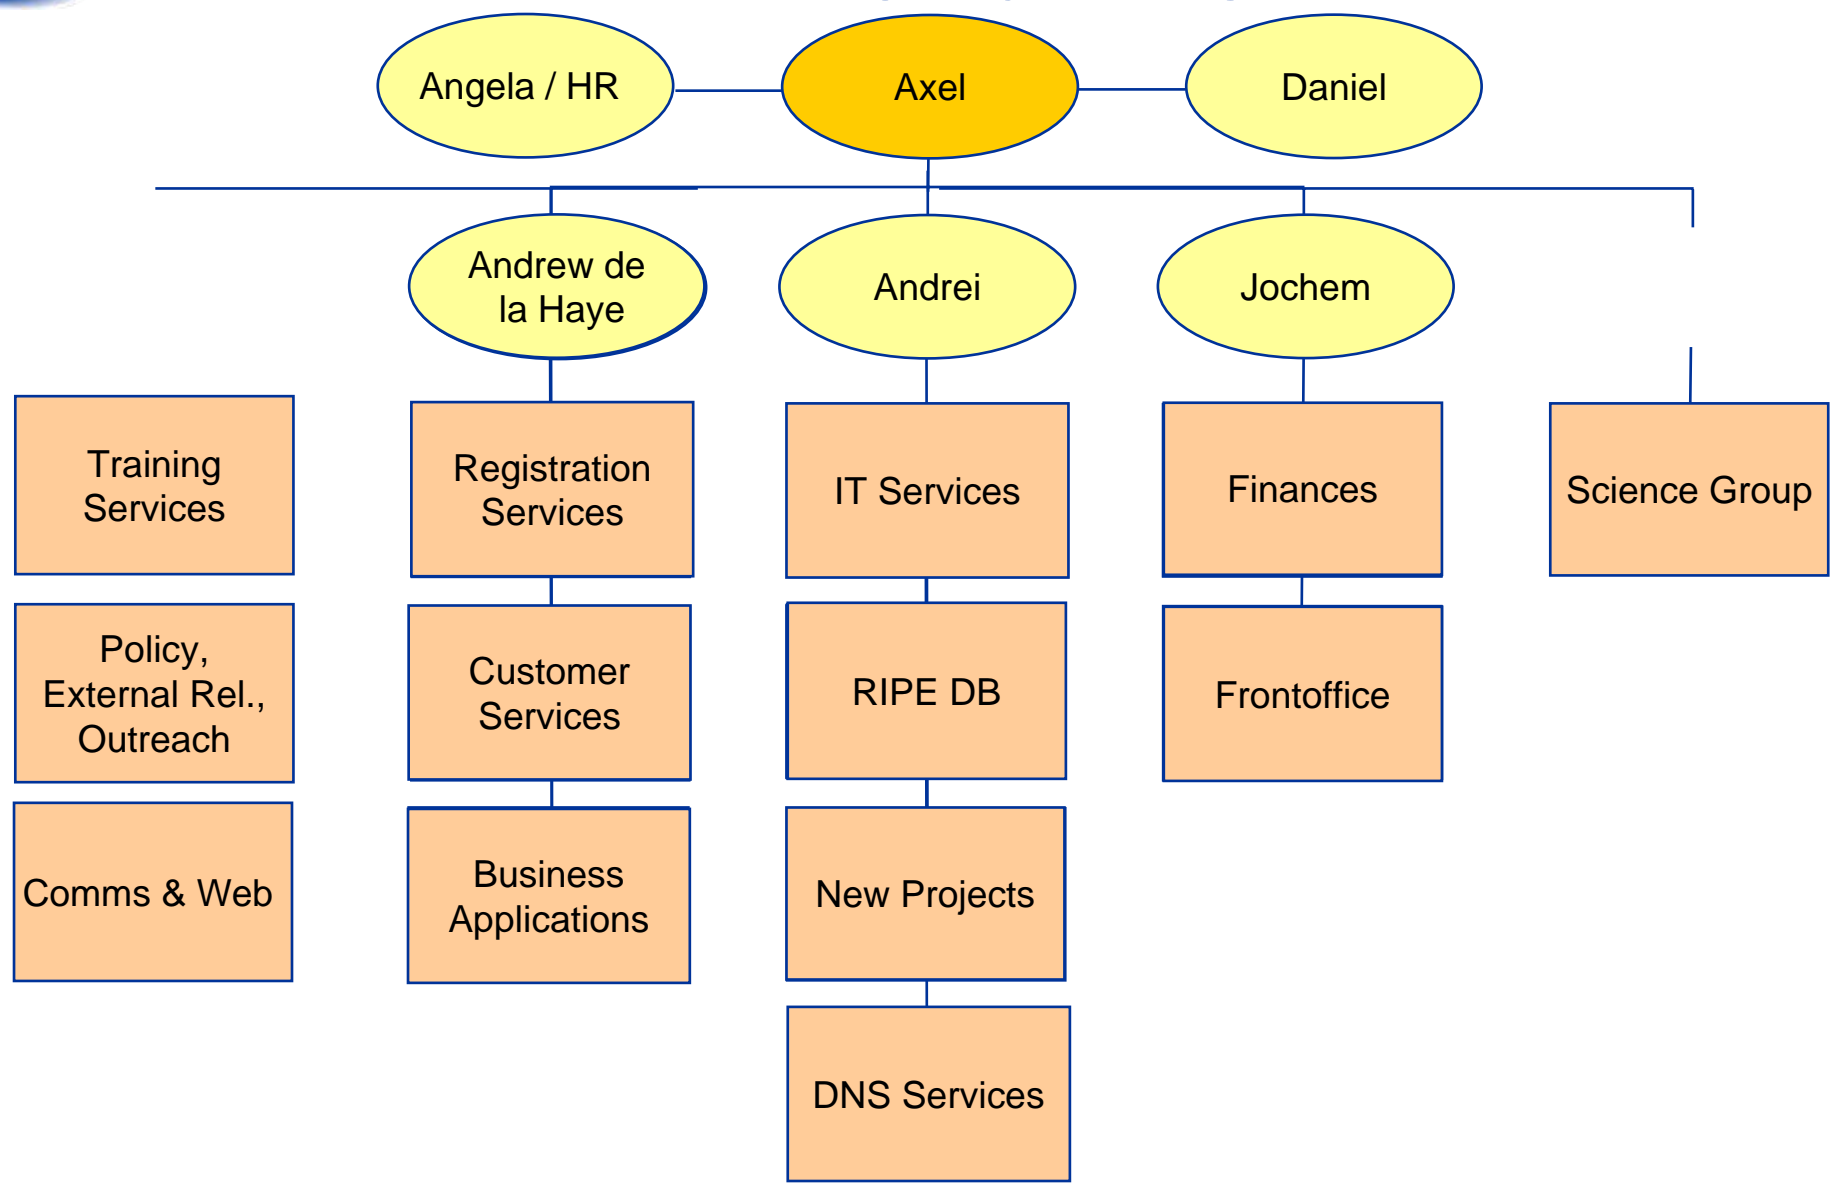 Angela / HR
Axel
Daniel
Andrew de
la Haye
Andrei
Jochem
Training
Services
Registration
Services
IT Services
Finances
Science Group
Policy,
External Rel.,
Outreach
Customer
Services
RIPE DB
Frontoffice
Comms & Web
Business
Applications
New Projects
DNS Services